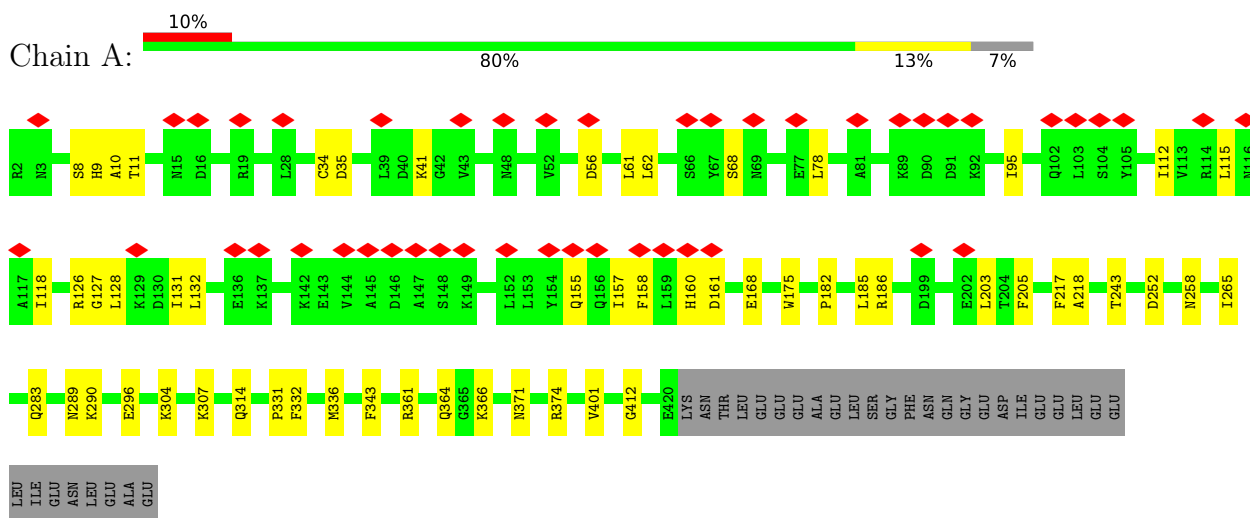 10%
Chain A:
80% 13% 7%
R2 N3 S8 H9 A10 T11 N15 D16 R19 L28 C34 D35 L39 D40 K41 G42 V43 N48 V52 D56 L61 L62 S66 Y67 S68 N69 E77 L78 A81 K89 D90 D91 K92 I95 Q102 L103 S104 Y105 I112 V113 R114 L115 N116
A117 I118 R126 G127 L128 K129 D130 I131 L132 E136 K137 K142 E143 V144 A145 D146 A147 S148 K149 L152 L153 Y154 Q155 Q156 I157 F158 L159 H160 D161 E168 W175 P182 L185 R186 D199 E202 L203 T204 F205 F217 A218 T243 D252 N258 I265
Q283 N289 K290 E296 K304 K307 Q314 P331 F332 M336 F343 R361 Q364 G365 K366 N371 R374 V401 G412 E420 LYS ASN THR LEU GLU GLU GLU ALA GLU LEU SER GLY PHE ASN GLN GLY GLU ASP ILE GLU GLU LEU GLU GLU
LEU ILE GLU ASN LEU GLU ALA GLU